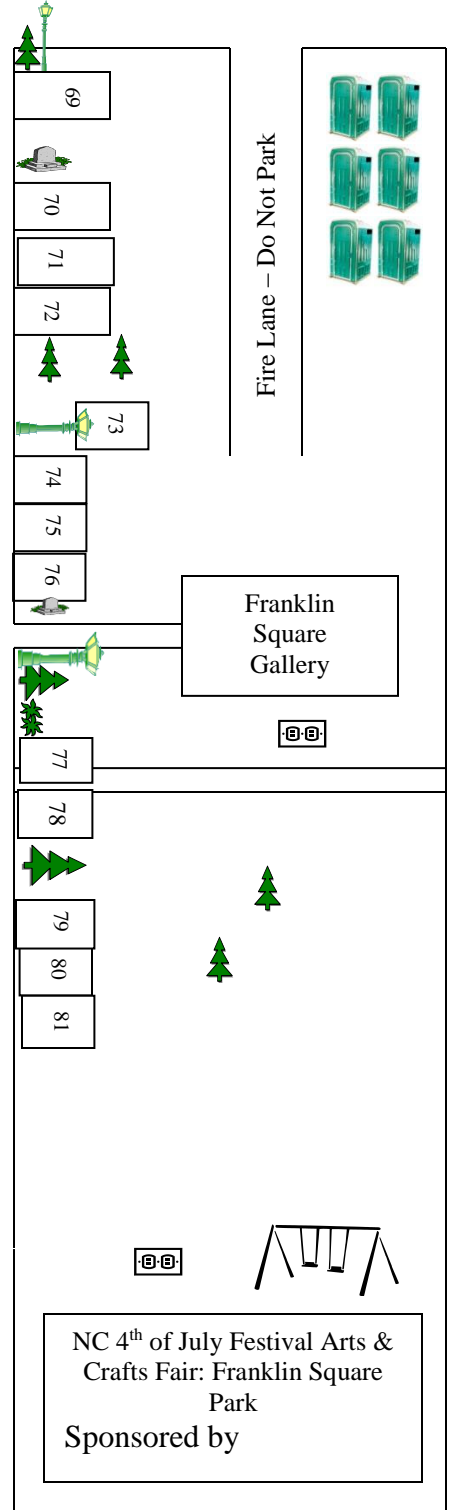 69
70
71
72
73
74
75
76
Fire Lane – Do Not Park
Franklin
Square
Gallery
77
78
79
80
81
NC 4th of July Festival Arts &
Crafts Fair: Franklin Square
Park
Sponsored by